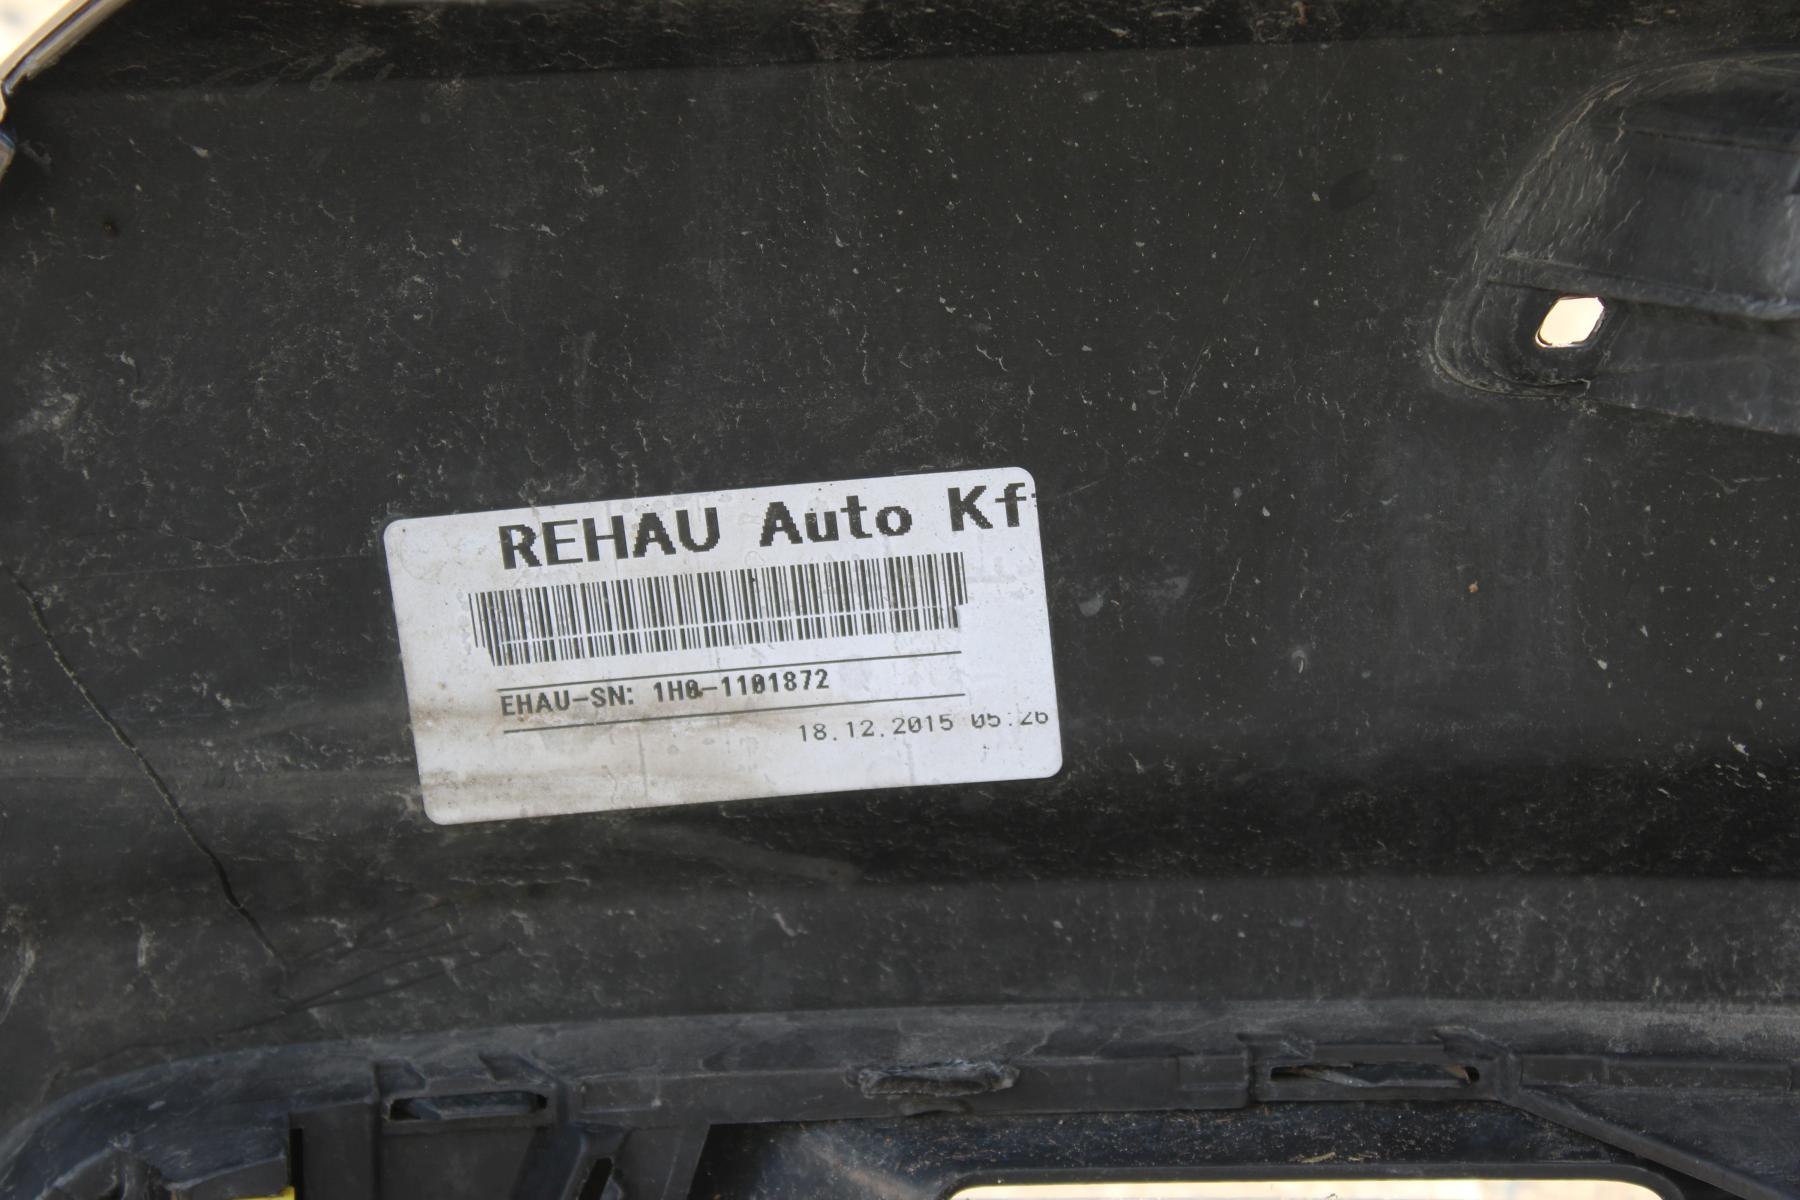 REHAU Auto Kf
EHAU-SN: 1H0-1101872
18.12.2015 05:26